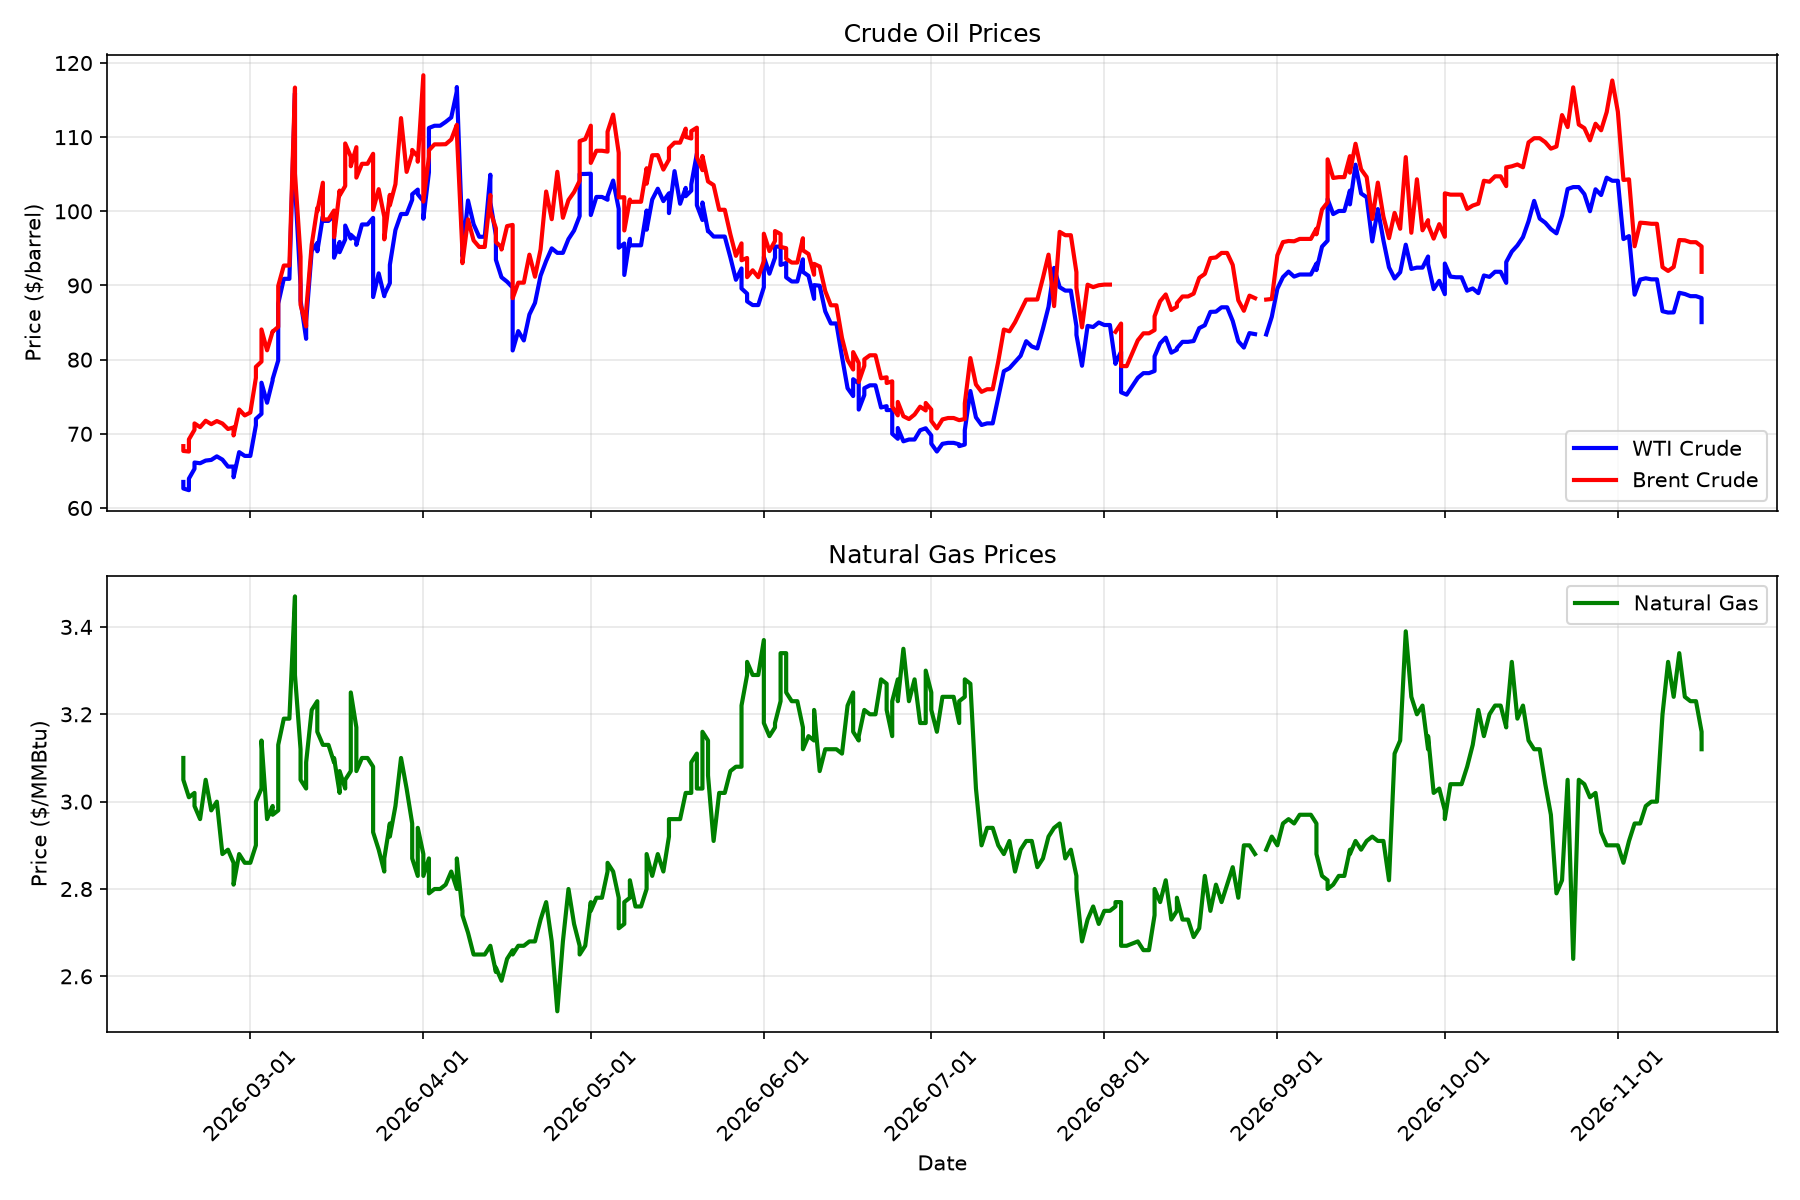 Crude Oil Prices
Price ($/barrel)
120
110
100
90
80
70
60
WTI Crude
Brent Crude
Natural Gas Prices
Price ($/MMBtu)
3.4
3.2
3.0
2.8
2.6
Natural Gas
2026-03-01
2026-04-01
2026-05-01
2026-06-01
2026-07-01
2026-08-01
2026-09-01
2026-10-01
2026-11-01
Date